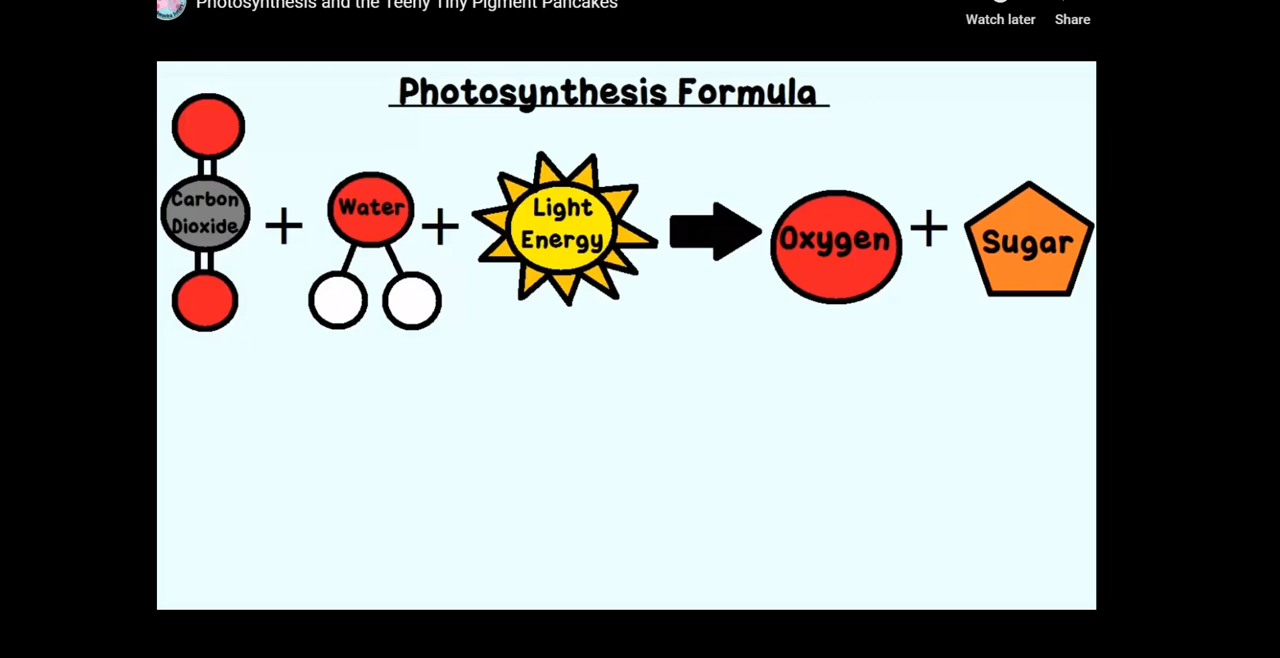 Photosynthesis and the Teeny Tiny Pigment Pancakes
Watch later
Share
Photosynthesis Formula
Carbon
Dioxide
+
Water
+
Light
Energy
Oxygen
+
Sugar